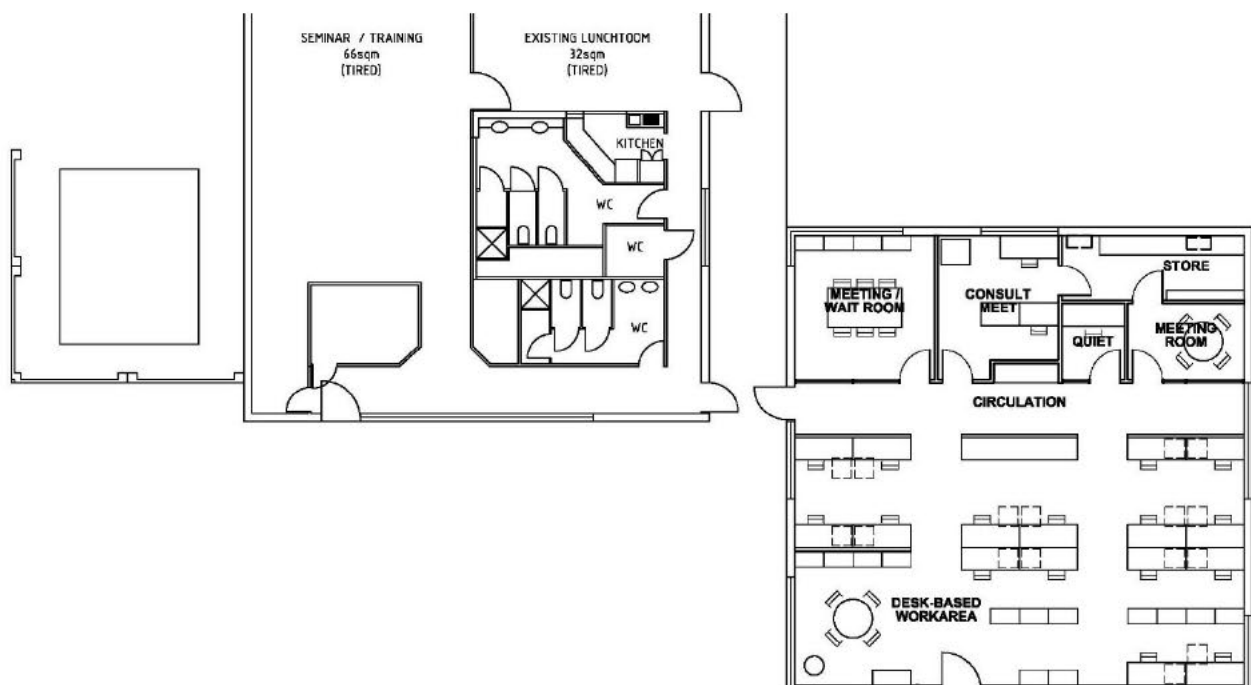 SEMINAR / TRAINING
66sqm
(TIRED)
EXISTING LUNCHTOOM
32sqm
(TIRED)
KITCHEN
WC
WC
WC
MEETING /
WAIT ROOM
CONSULT
MEET
STORE
QUIET
MEETING
ROOM
CIRCULATION
DESK-BASED
WORKAREA